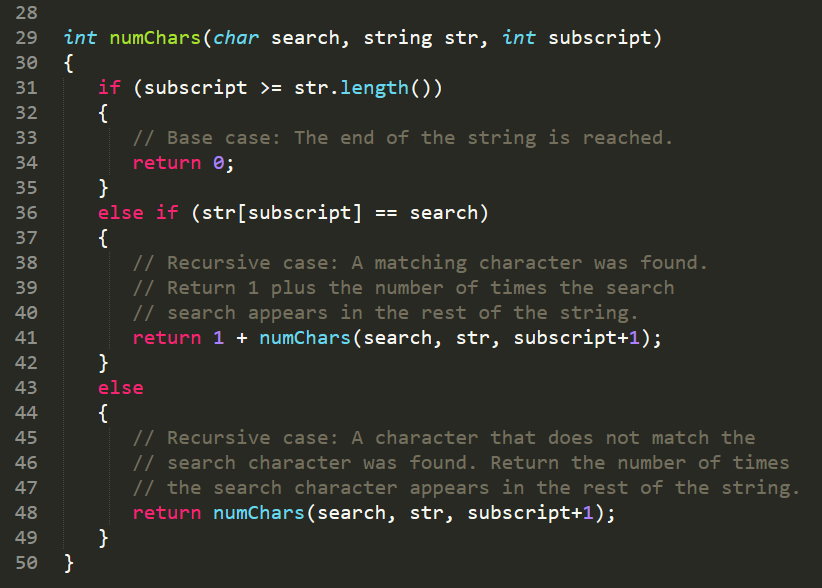 28
29 int numChars(char search, string str, int subscript)
30 {
31 if (subscript >= str.length())
32 {
33 // Base case: The end of the string is reached.
34 return 0;
35 }
36 else if (str[subscript] == search)
37 {
38 // Recursive case: A matching character was found.
39 // Return 1 plus the number of times the search
40 // search appears in the rest of the string.
41 return 1 + numChars(search, str, subscript+1);
42 }
43 else
44 {
45 // Recursive case: A character that does not match the
46 // search character was found. Return the number of times
47 // the search character appears in the rest of the string.
48 return numChars(search, str, subscript+1);
49 }
50 }